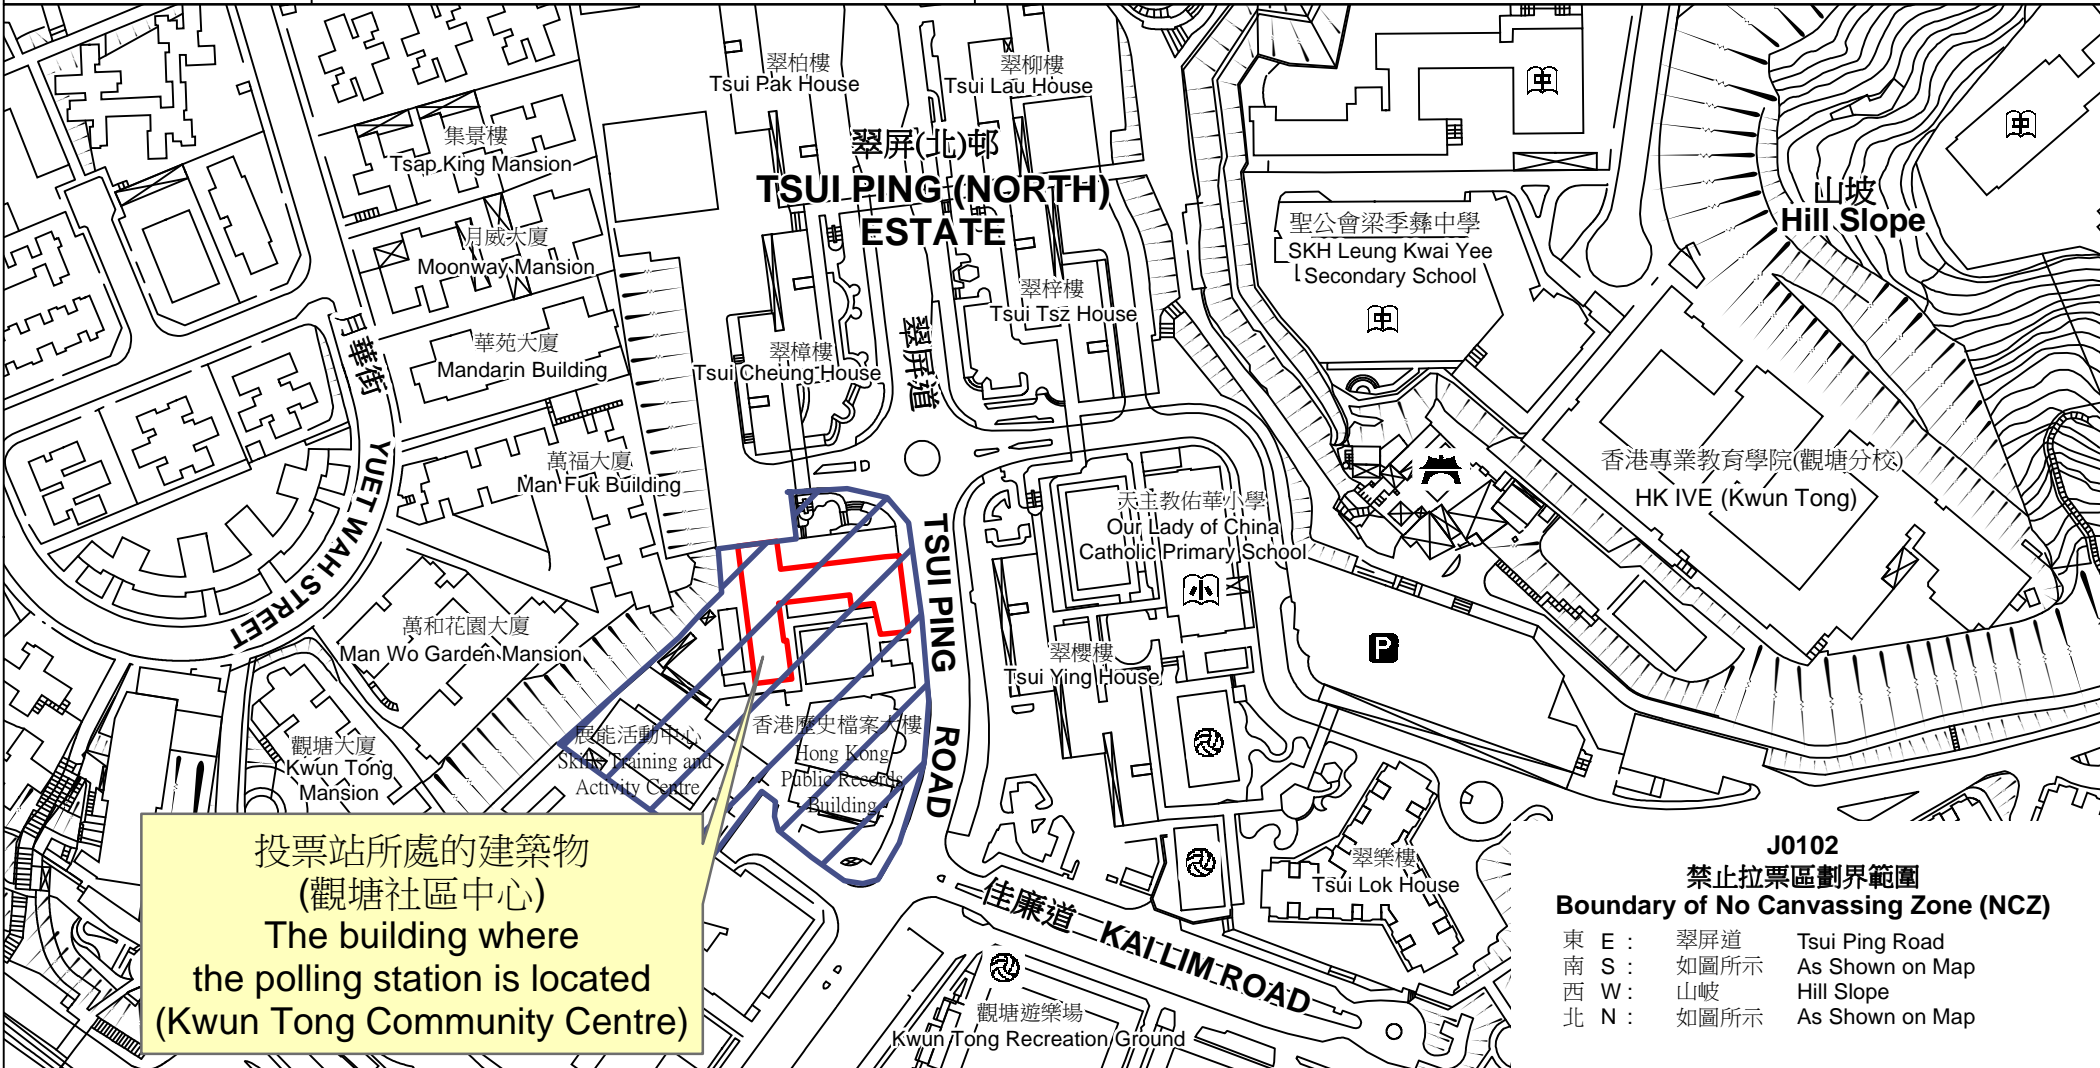 翠柏樓
Tsui Pak House
翠柳樓
Tsui Lau House
中
中
集景樓
Tsap King Mansion
翠屏(北)邨
TSUI PING (NORTH)
ESTATE
山坡
Hill Slope
月威大廈
Moonway Mansion
聖公會梁季彝中學
SKH Leung Kwai Yee
Secondary School
中
翠梓樓
Tsui Tsz House
月華街
華苑大廈
Mandarin Building
翠樟樓
Tsui Cheung House
翠屏道
萬福大廈
Man Fuk Building
YUET WAH STREET
天主教佑華小學
Our Lady of China
Catholic Primary School
小
香港專業教育學院(觀塘分校)
HK IVE (Kwun Tong)
TSUI PING ROAD
萬和花園大廈
Man Wo Garden Mansion
翠櫻樓
Tsui Ying House
P
觀塘大廈
Kwun Tong
Mansion
展能活動中心
Skills Training and
Activity Centre
香港歷史檔案大樓
Hong Kong
Public Records
Building
翠樂樓
Tsui Lok House
佳廉道 KAI LIM ROAD
觀塘遊樂場
Kwun Tong Recreation Ground
投票站所處的建築物
(觀塘社區中心)
The building where
the polling station is located
(Kwun Tong Community Centre)
J0102
禁止拉票區劃界範圍
Boundary of No Canvassing Zone (NCZ)
東 E : 翠屏道 Tsui Ping Road
南 S : 如圖所示 As Shown on Map
西 W : 山岥 Hill Slope
北 N : 如圖所示 As Shown on Map